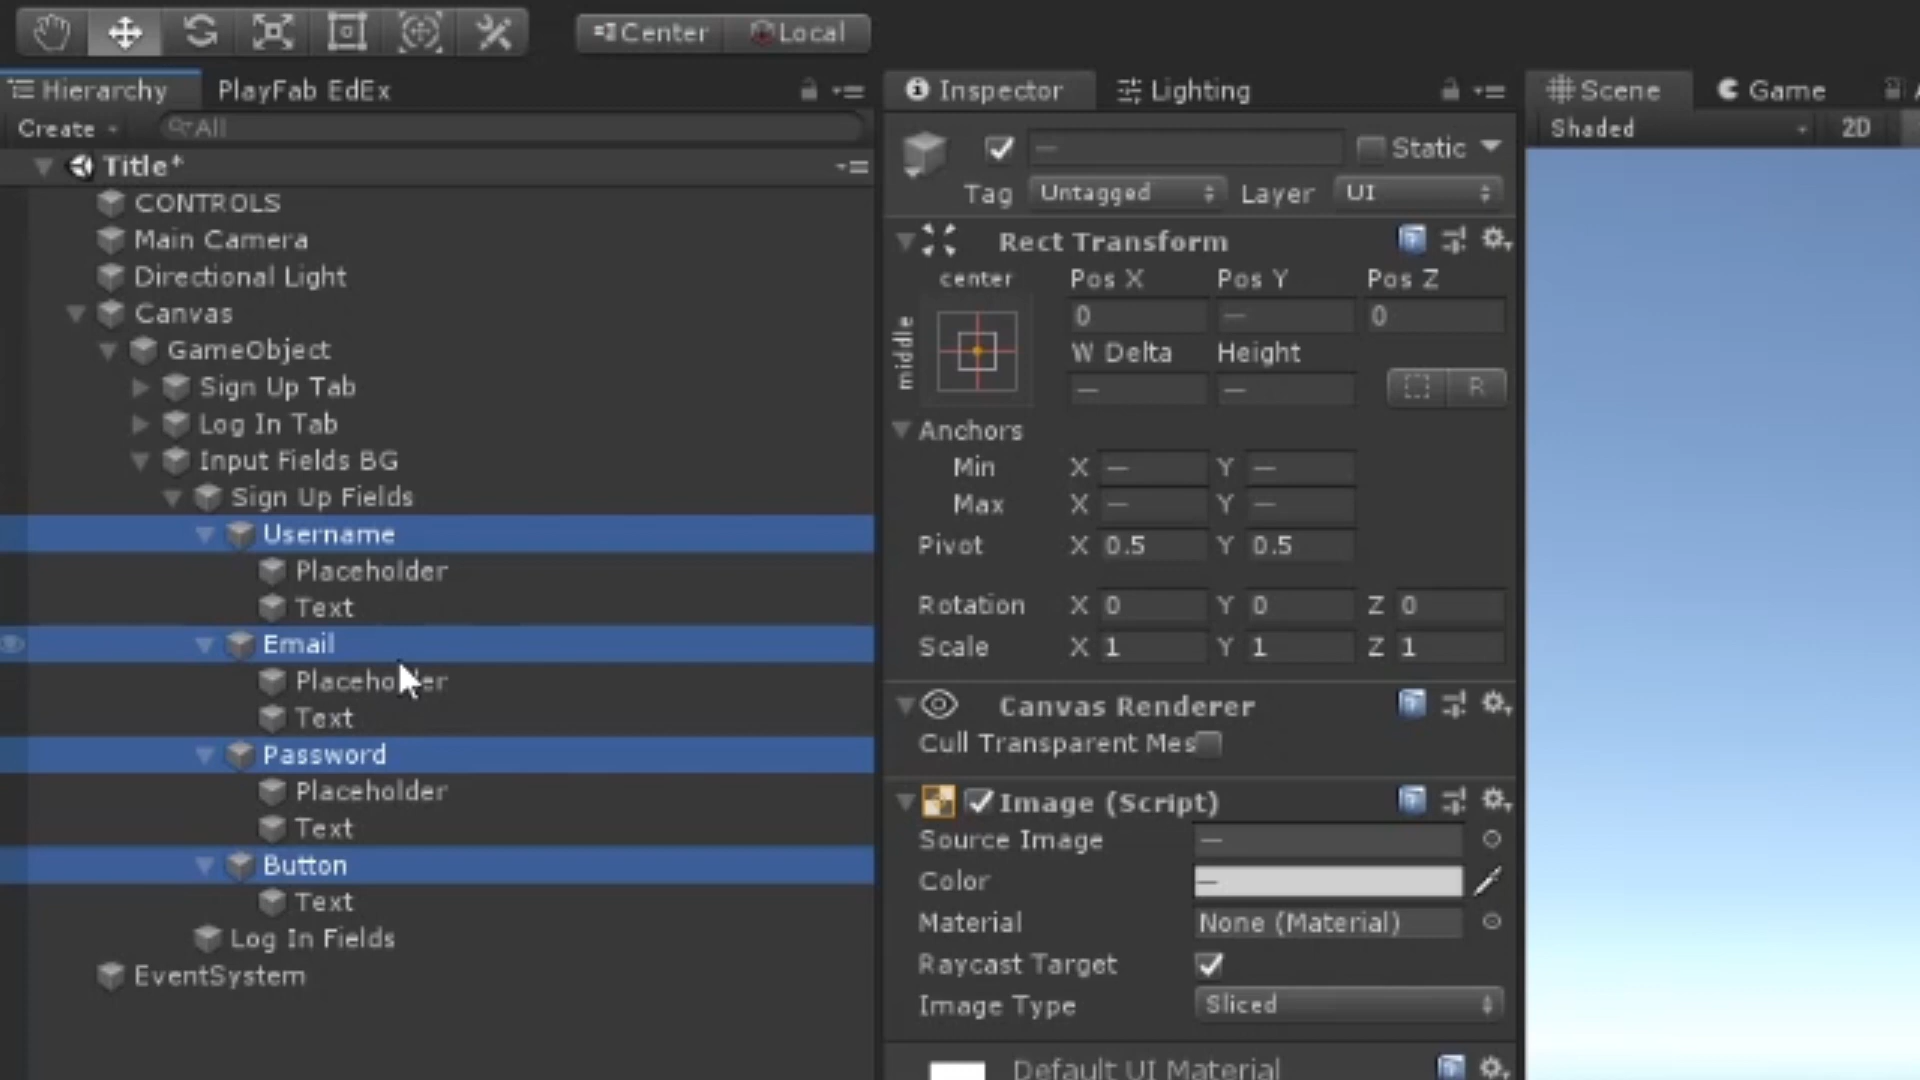 Center Local
Hierarchy PlayFab EdEx
Create All
Title*
CONTROLS
Main Camera
Directional Light
Canvas
GameObject
Sign Up Tab
Log In Tab
Input Fields BG
Sign Up Fields
Username
Placeholder
Text
Email
Placeholder
Text
Password
Placeholder
Text
Button
Text
Log In Fields
EventSystem
Inspector Lighting
— Static
Tag Untagged Layer UI
Rect Transform
center Pos X Pos Y Pos Z
middle 0 — 0
W Delta Height
— — R
Anchors
Min X — Y —
Max X — Y —
Pivot X 0.5 Y 0.5
Rotation X 0 Y 0 Z 0
Scale X 1 Y 1 Z 1
Canvas Renderer
Cull Transparent Mes
Image (Script)
Source Image —
Color —
Material None (Material)
Raycast Target
Image Type Sliced
Default UI Material
Scene Game
Shaded 2D